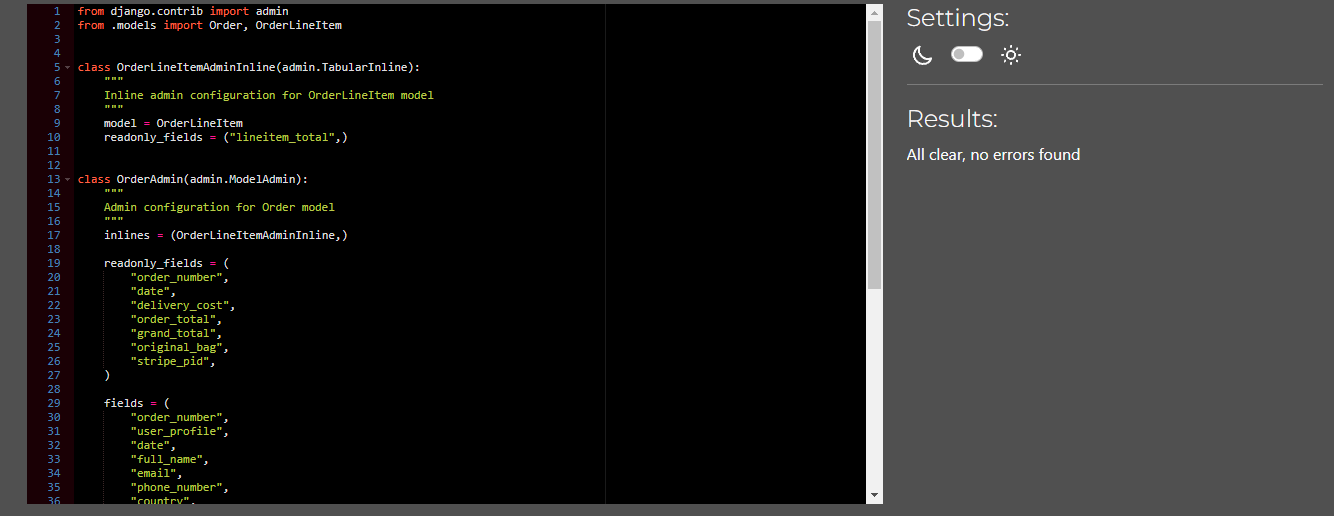 1 from django.contrib import admin
2 from .models import Order, OrderLineItem
3
4
5 class OrderLineItemAdminInline(admin.TabularInline):
6     """
7     Inline admin configuration for OrderLineItem model
8     """
9     model = OrderLineItem
10     readonly_fields = ("lineitem_total",)
11
12
13 class OrderAdmin(admin.ModelAdmin):
14     """
15     Admin configuration for Order model
16     """
17     inlines = (OrderLineItemAdminInline,)
18
19     readonly_fields = (
20         "order_number",
21         "date",
22         "delivery_cost",
23         "order_total",
24         "grand_total",
25         "original_bag",
26         "stripe_pid",
27     )
28
29     fields = (
30         "order_number",
31         "user_profile",
32         "date",
33         "full_name",
34         "email",
35         "phone_number",
36         "country",
Settings:
Results:
All clear, no errors found